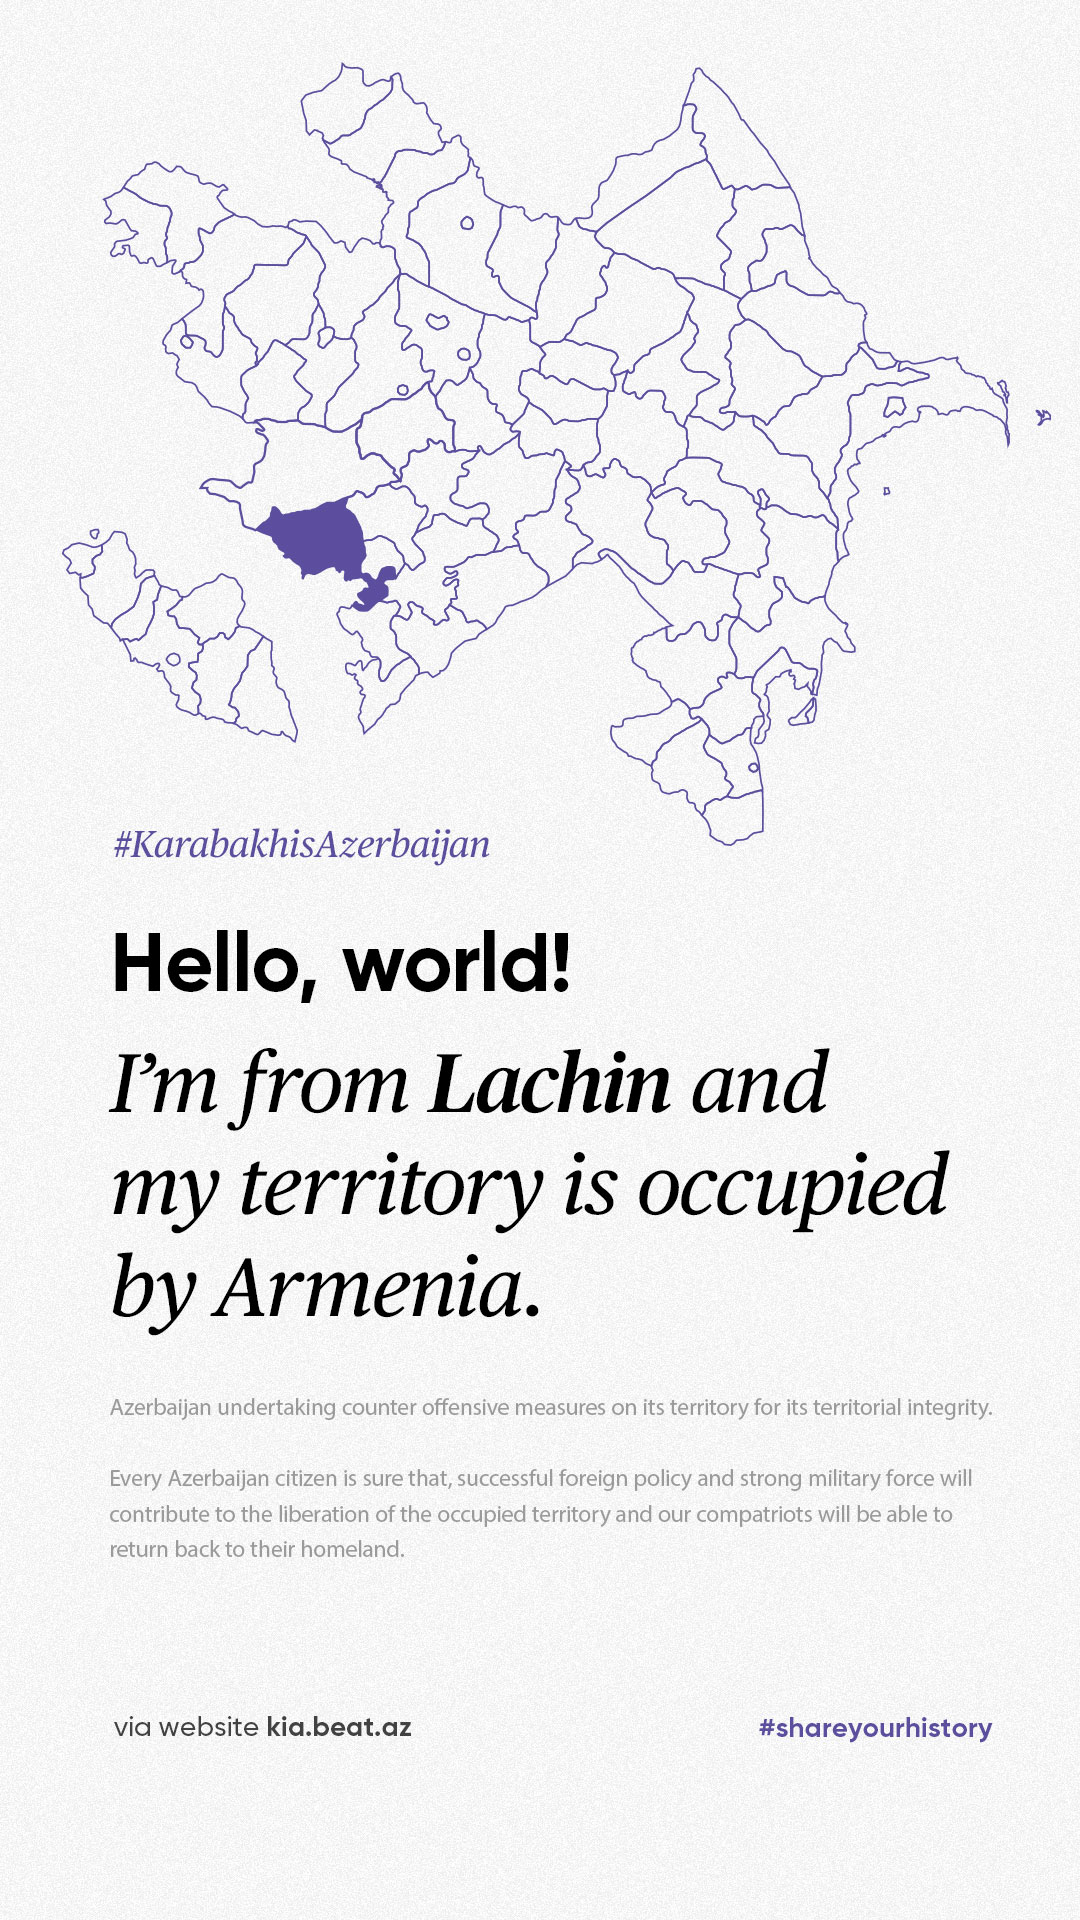 #KarabakhisAzerbaijan
Hello, world!
I’m from Lachin and
my territory is occupied
by Armenia.
Azerbaijan undertaking counter offensive measures on its territory for its territorial integrity.
Every Azerbaijan citizen is sure that, successful foreign policy and strong military force will
contribute to the liberation of the occupied territory and our compatriots will be able to
return back to their homeland.
via website kia.beat.az
#shareyourhistory